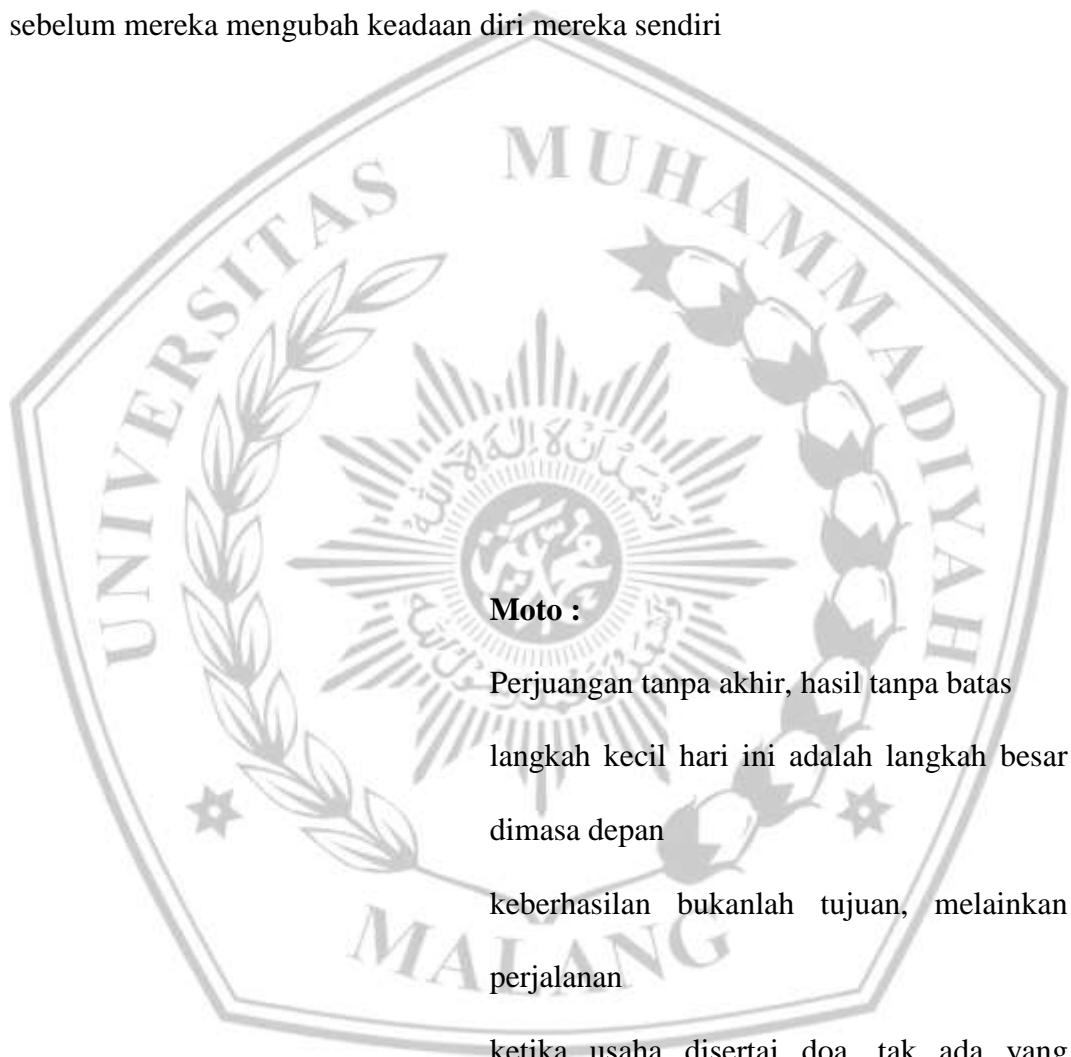 sebelum mereka mengubah keadaan diri mereka sendiri
UNIVERSITAS MUHAMMADIYAH
MALANG
Moto :
Perjuangan tanpa akhir, hasil tanpa batas
langkah kecil hari ini adalah langkah besar
dimasa depan
keberhasilan bukanlah tujuan, melainkan
perjalanan
ketika usaha disertai doa, tak ada yang